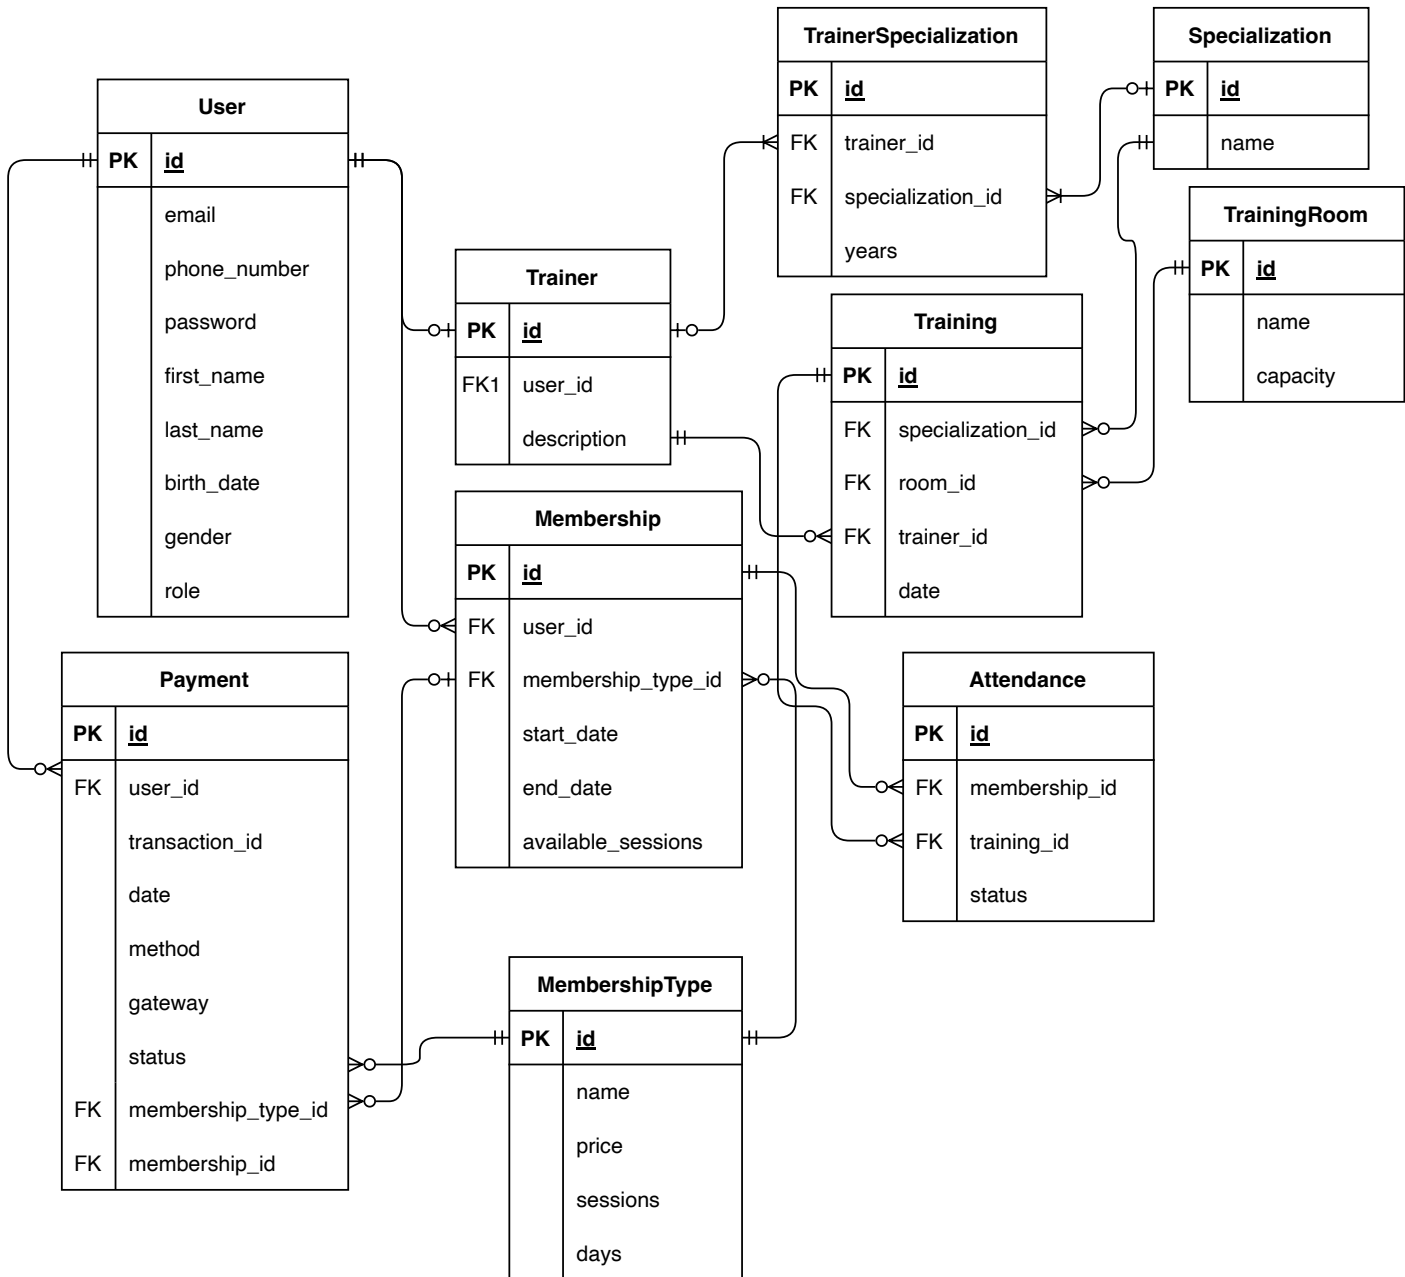 TrainerSpecialization
PK id
FK trainer_id
FK specialization_id
years
Specialization
PK id
name
User
PK id
email
phone_number
password
first_name
last_name
birth_date
gender
role
TrainingRoom
PK id
name
capacity
Trainer
PK id
FK1 user_id
description
Training
PK id
FK specialization_id
FK room_id
FK trainer_id
date
Membership
PK id
FK user_id
FK membership_type_id
start_date
end_date
available_sessions
Payment
PK id
FK user_id
transaction_id
date
method
gateway
status
FK membership_type_id
FK membership_id
Attendance
PK id
FK membership_id
FK training_id
status
MembershipType
PK id
name
price
sessions
days